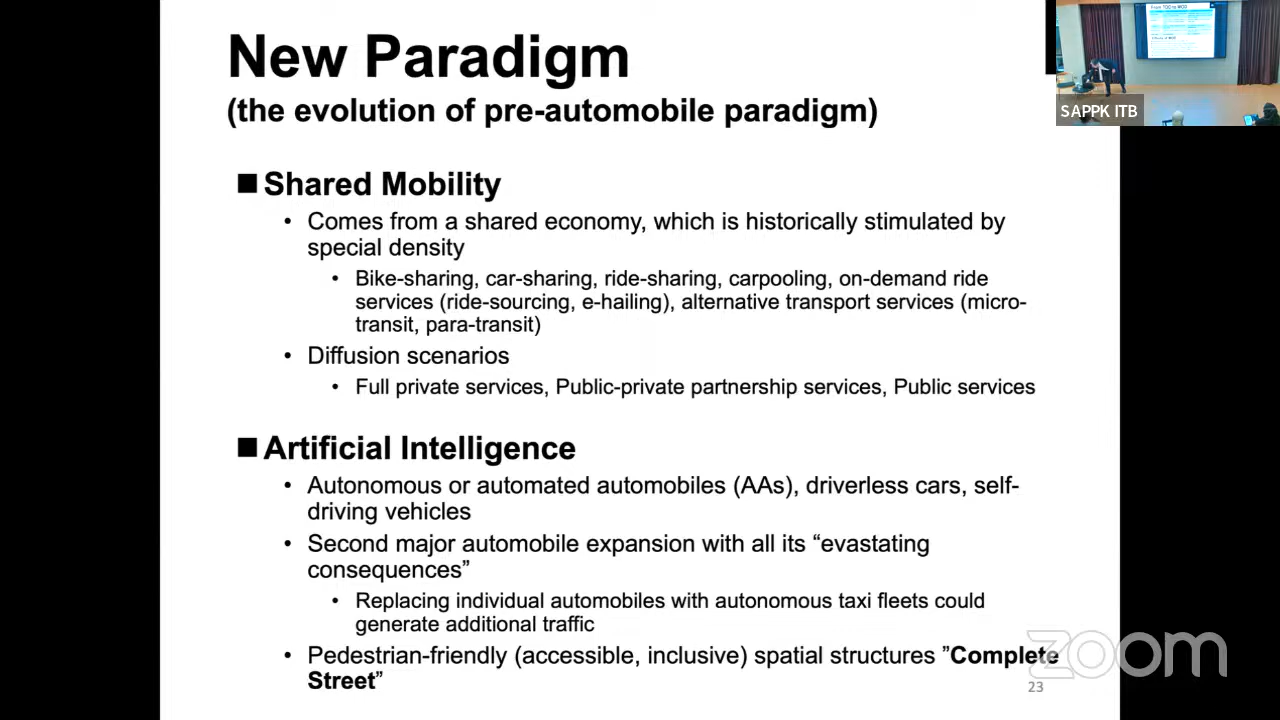 New Paradigm
(the evolution of pre-automobile paradigm)
SAPPK ITB
■ Shared Mobility
• Comes from a shared economy, which is historically stimulated by
special density
• Bike-sharing, car-sharing, ride-sharing, carpooling, on-demand ride
services (ride-sourcing, e-hailing), alternative transport services (micro-
transit, para-transit)
• Diffusion scenarios
• Full private services, Public-private partnership services, Public services
■ Artificial Intelligence
• Autonomous or automated automobiles (AAs), driverless cars, self-
driving vehicles
• Second major automobile expansion with all its “evastating
consequences”
• Replacing individual automobiles with autonomous taxi fleets could
generate additional traffic
• Pedestrian-friendly (accessible, inclusive) spatial structures ”Complete
Street”
zoom
23